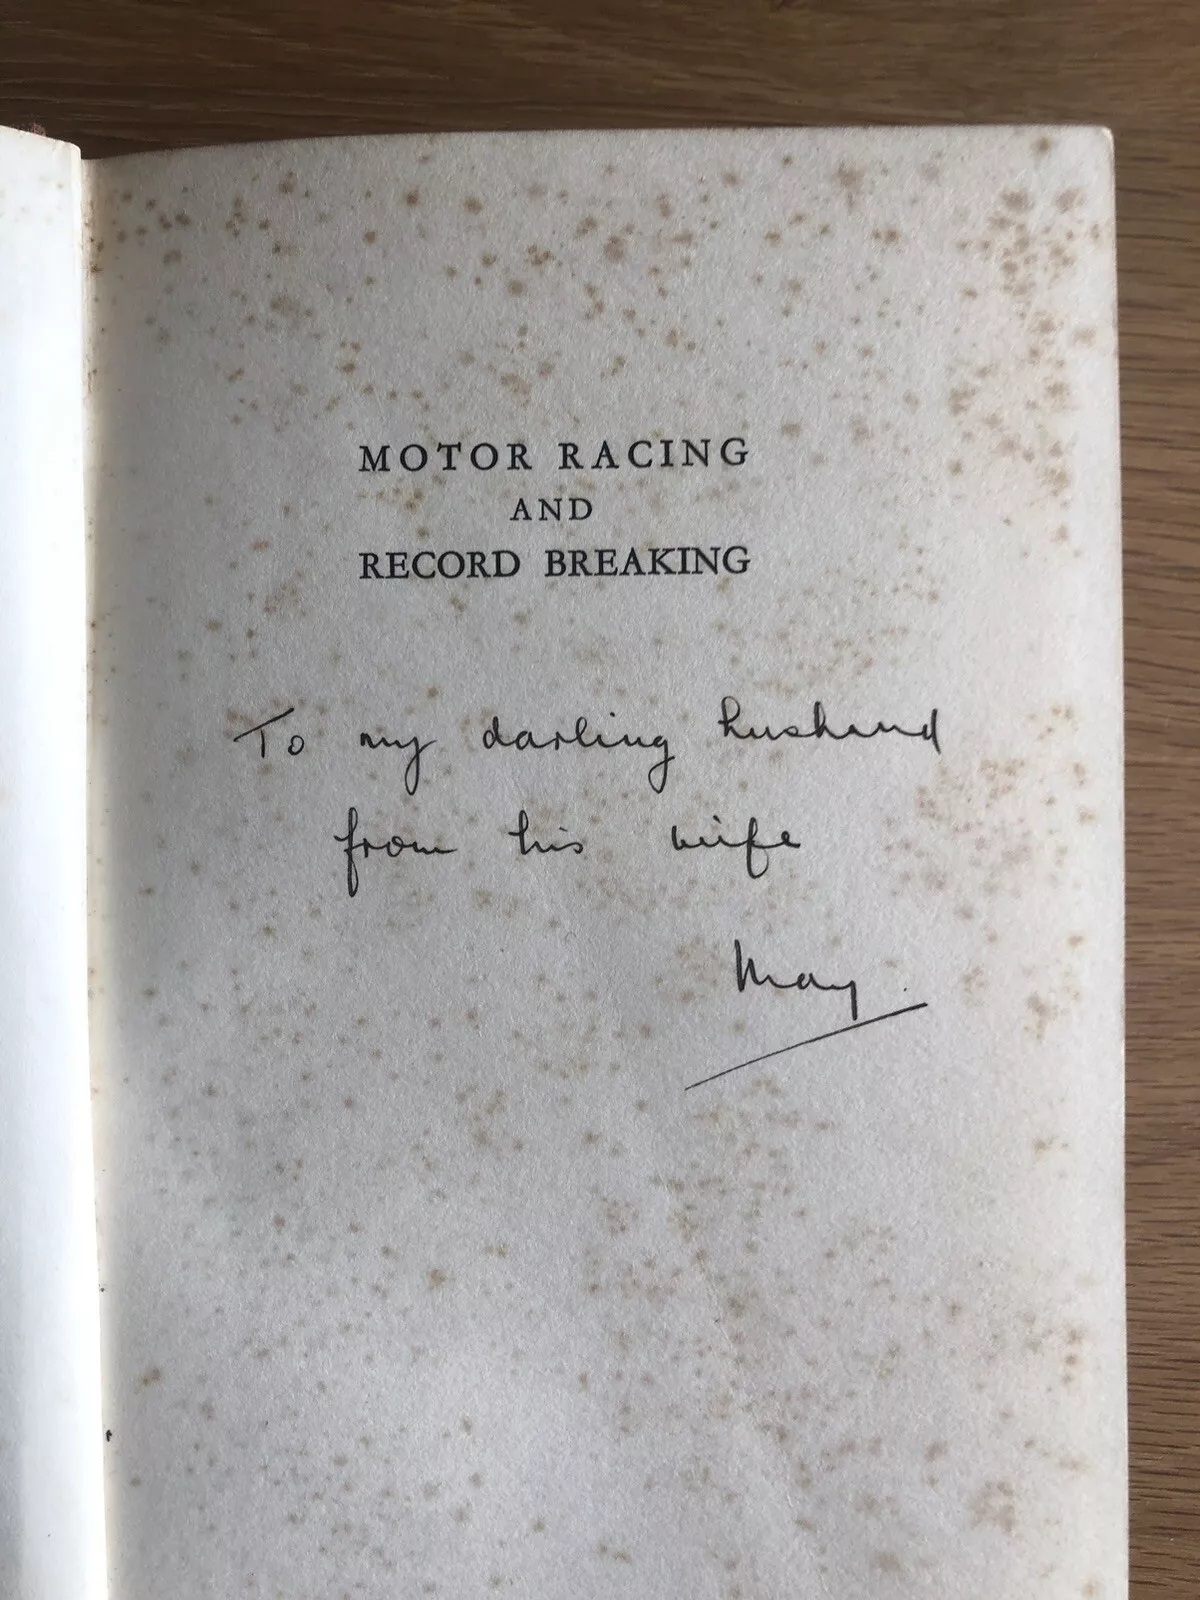 MOTOR RACING
AND
RECORD BREAKING
To my darling husband
from his wife
May.